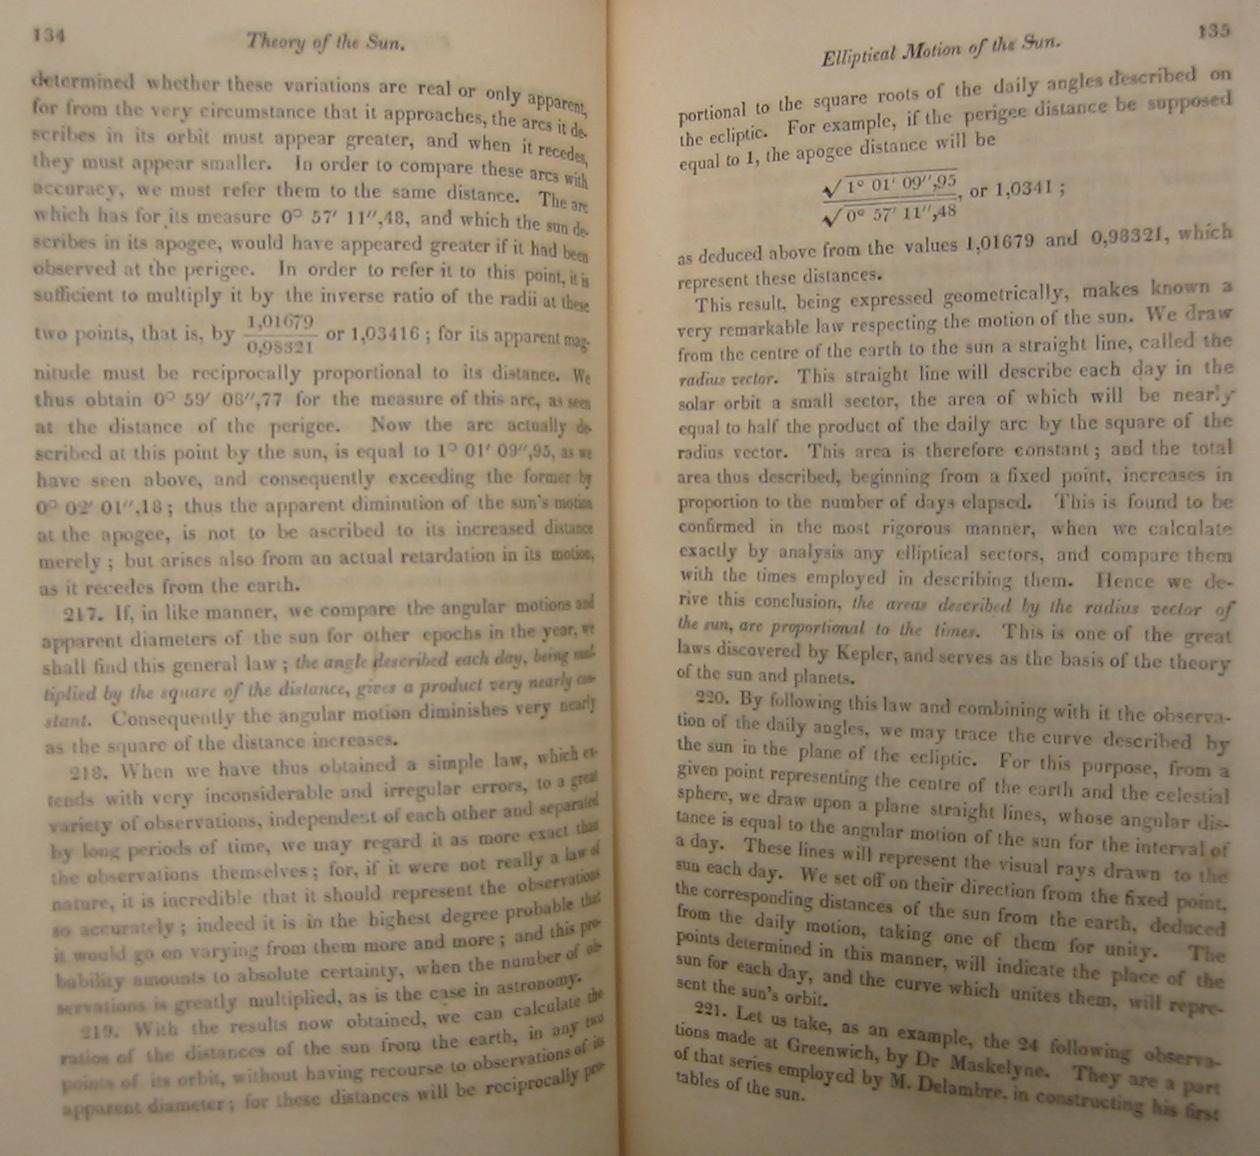 134
Theory of the Sun.
determined whether these variations are real or only apparent,
for from the very circumstance that it approaches, the arcs it de-
scribes in its orbit must appear greater, and when it recedes,
they must appear smaller. In order to compare these arcs with
accuracy, we must refer them to the same distance. The arc
which has for its measure 0° 57′ 11″,48, and which the sun de-
scribes in its apogee, would have appeared greater if it had been
observed at the perigee. In order to refer it to this point, it is
sufficient to multiply it by the inverse ratio of the radii at these
two points, that is, by 1,01679/0,98321 or 1,03416 ; for its apparent mag-
nitude must be reciprocally proportional to its distance. We
thus obtain 0° 59′ 08″,77 for the measure of this arc, as seen
at the distance of the perigee. Now the arc actually de-
scribed at this point by the sun, is equal to 1° 01′ 09″,95, as we
have seen above, and consequently exceeding the former by
0° 02′ 01″,18 ; thus the apparent diminution of the sun's motion
at the apogee, is not to be ascribed to its increased distance
merely ; but arises also from an actual retardation in its motion,
as it recedes from the earth.
217. If, in like manner, we compare the angular motions and
apparent diameters of the sun for other epochs in the year, we
shall find this general law ; the angle described each day, being mul-
tiplied by the square of the distance, gives a product very nearly con-
stant. Consequently the angular motion diminishes very nearly
as the square of the distance increases.
218. When we have thus obtained a simple law, which ex-
tends with very inconsiderable and irregular errors, to a great
variety of observations, independent of each other and separated
by long periods of time, we may regard it as more exact than
the observations themselves ; for, if it were not really a law of
nature, it is incredible that it should represent the observations
so accurately ; indeed it is in the highest degree probable that
it would go on varying from them more and more ; and this pro-
bability amounts to absolute certainty, when the number of ob-
servations is greatly multiplied, as is the case in astronomy.
219. With the results now obtained, we can calculate the
ratios of the distances of the sun from the earth, in any two
points of its orbit, without having recourse to observations of its
apparent diameter ; for these distances will be reciprocally pro-
Elliptical Motion of the Sun.
135
portional to the square roots of the daily angles described on
the ecliptic. For example, if the perigee distance be supposed
equal to 1, the apogee distance will be
√1° 01′ 09″,95/√0° 57′ 11″,48, or 1,0341 ;
as deduced above from the values 1,01679 and 0,98321, which
represent these distances.
This result, being expressed geometrically, makes known a
very remarkable law respecting the motion of the sun. We draw
from the centre of the earth to the sun a straight line, called the
radius vector. This straight line will describe each day in the
solar orbit a small sector, the area of which will be nearly
equal to half the product of the daily arc by the square of the
radius vector. This area is therefore constant ; and the total
area thus described, beginning from a fixed point, increases in
proportion to the number of days elapsed. This is found to be
confirmed in the most rigorous manner, when we calculate
exactly by analysis any elliptical sectors, and compare them
with the times employed in describing them. Hence we de-
rive this conclusion, the areas described by the radius vector of
the sun, are proportional to the times. This is one of the great
laws discovered by Kepler, and serves as the basis of the theory
of the sun and planets.
220. By following this law and combining with it the observa-
tion of the daily angles, we may trace the curve described by
the sun in the plane of the ecliptic. For this purpose, from a
given point representing the centre of the earth and the celestial
sphere, we draw upon a plane straight lines, whose angular dis-
tance is equal to the angular motion of the sun for the interval of
a day. These lines will represent the visual rays drawn to the
sun each day. We set off on their direction from the fixed point,
the corresponding distances of the sun from the earth, deduced
from the daily motion, taking one of them for unity. The
points determined in this manner, will indicate the place of the
sun for each day, and the curve which unites them, will repre-
sent the sun's orbit.
221. Let us take, as an example, the 24 following observa-
tions made at Greenwich, by Dr Maskelyne. They are a part
of that series employed by M. Delambre, in constructing his first
tables of the sun.